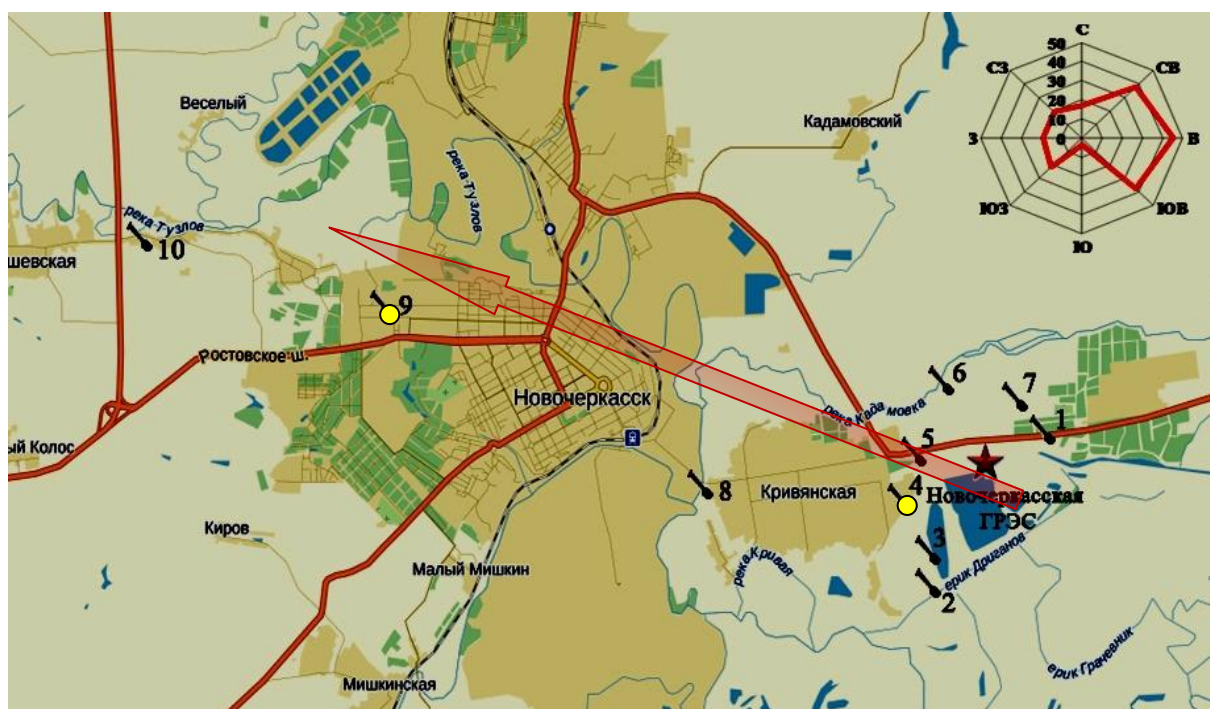 С
50
СЗ
40
СВ
30
20
10
З
0
В
ЮЗ
ЮВ
Ю
Веселый
Кадамовский
река Тузлов
река Тузлов
10
шевская
9
Ростовское ш.
6
7
Новочеркасск
река Кадамовка
1
5
ый Колос
8
Кривянская
4
Новочеркасская
ГРЭС
Киров
3
река Кривая
ерик Дриганов
Малый Мишкин
2
ерик Грачевник
Мишкинская